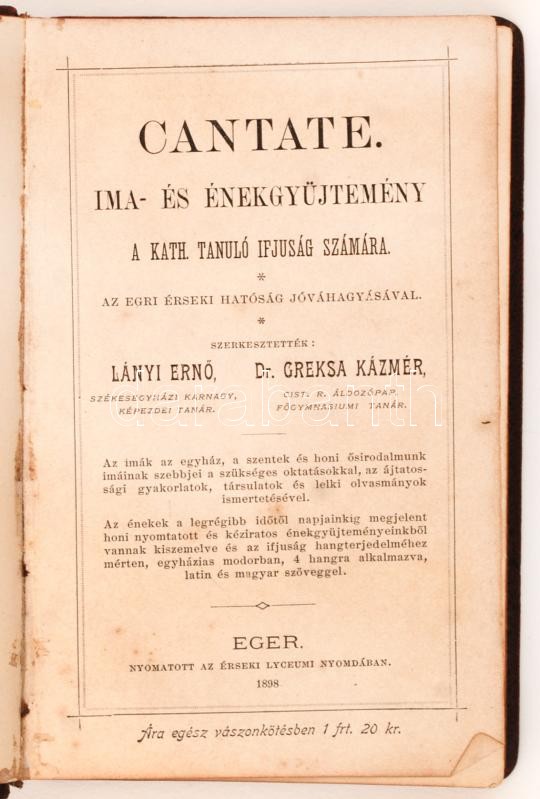 CANTATE.
IMA- ÉS ÉNEKGYÜJTEMÉNY
A KATH. TANULÓ IFJUSÁG SZÁMÁRA.
*
AZ EGRI ÉRSEKI HATÓSÁG JÓVÁHAGYÁSÁVAL.
*
SZERKESZTETTÉK:
LÁNYI ERNŐ, Dr. GREKSA KÁZMÉR,
SZÉKESEGYHÁZI KARNAGY, CIST. R. ÁLDOZÓPAP,
KÉPEZDEI TANÁR. FŐGYMNASIUMI TANÁR.
Az imák az egyház, a szentek és honi ősirodalmunk
imáinak szebbjei a szükséges oktatásokkal, az ájtatos-
sági gyakorlatok, társulatok és lelki olvasmányok
ismertetésével.
Az énekek a legrégibb időtől napjainkig megjelent
honi nyomtatott és kéziratos énekgyüjteményeinkből
vannak kiszemelve és az ifjuság hangterjedelméhez
mérten, egyházias modorban, 4 hangra alkalmazva,
latin és magyar szöveggel.
EGER.
NYOMATOTT AZ ÉRSEKI LYCEUMI NYOMDÁBAN.
1898
Ára egész vászonkötésben 1 frt. 20 kr.
darabanth